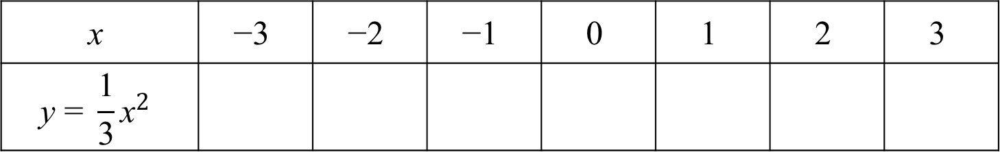 x −3 −2 −1 0 1 2 3
y = 1/3 x²